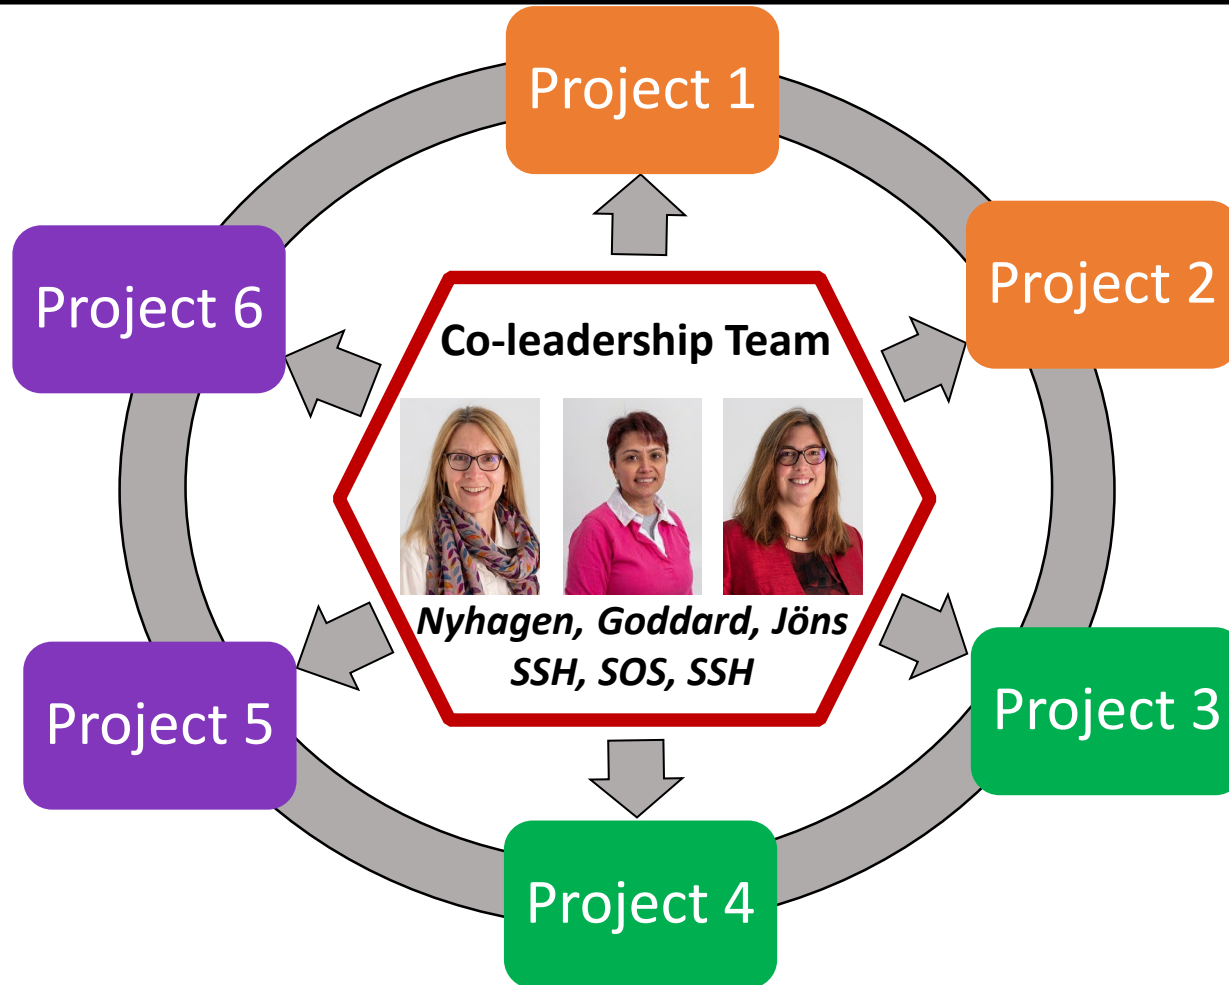 Project 1
Project 2
Project 6
Co-leadership Team
Nyhagen, Goddard, Jöns
SSH, SOS, SSH
Project 3
Project 5
Project 4